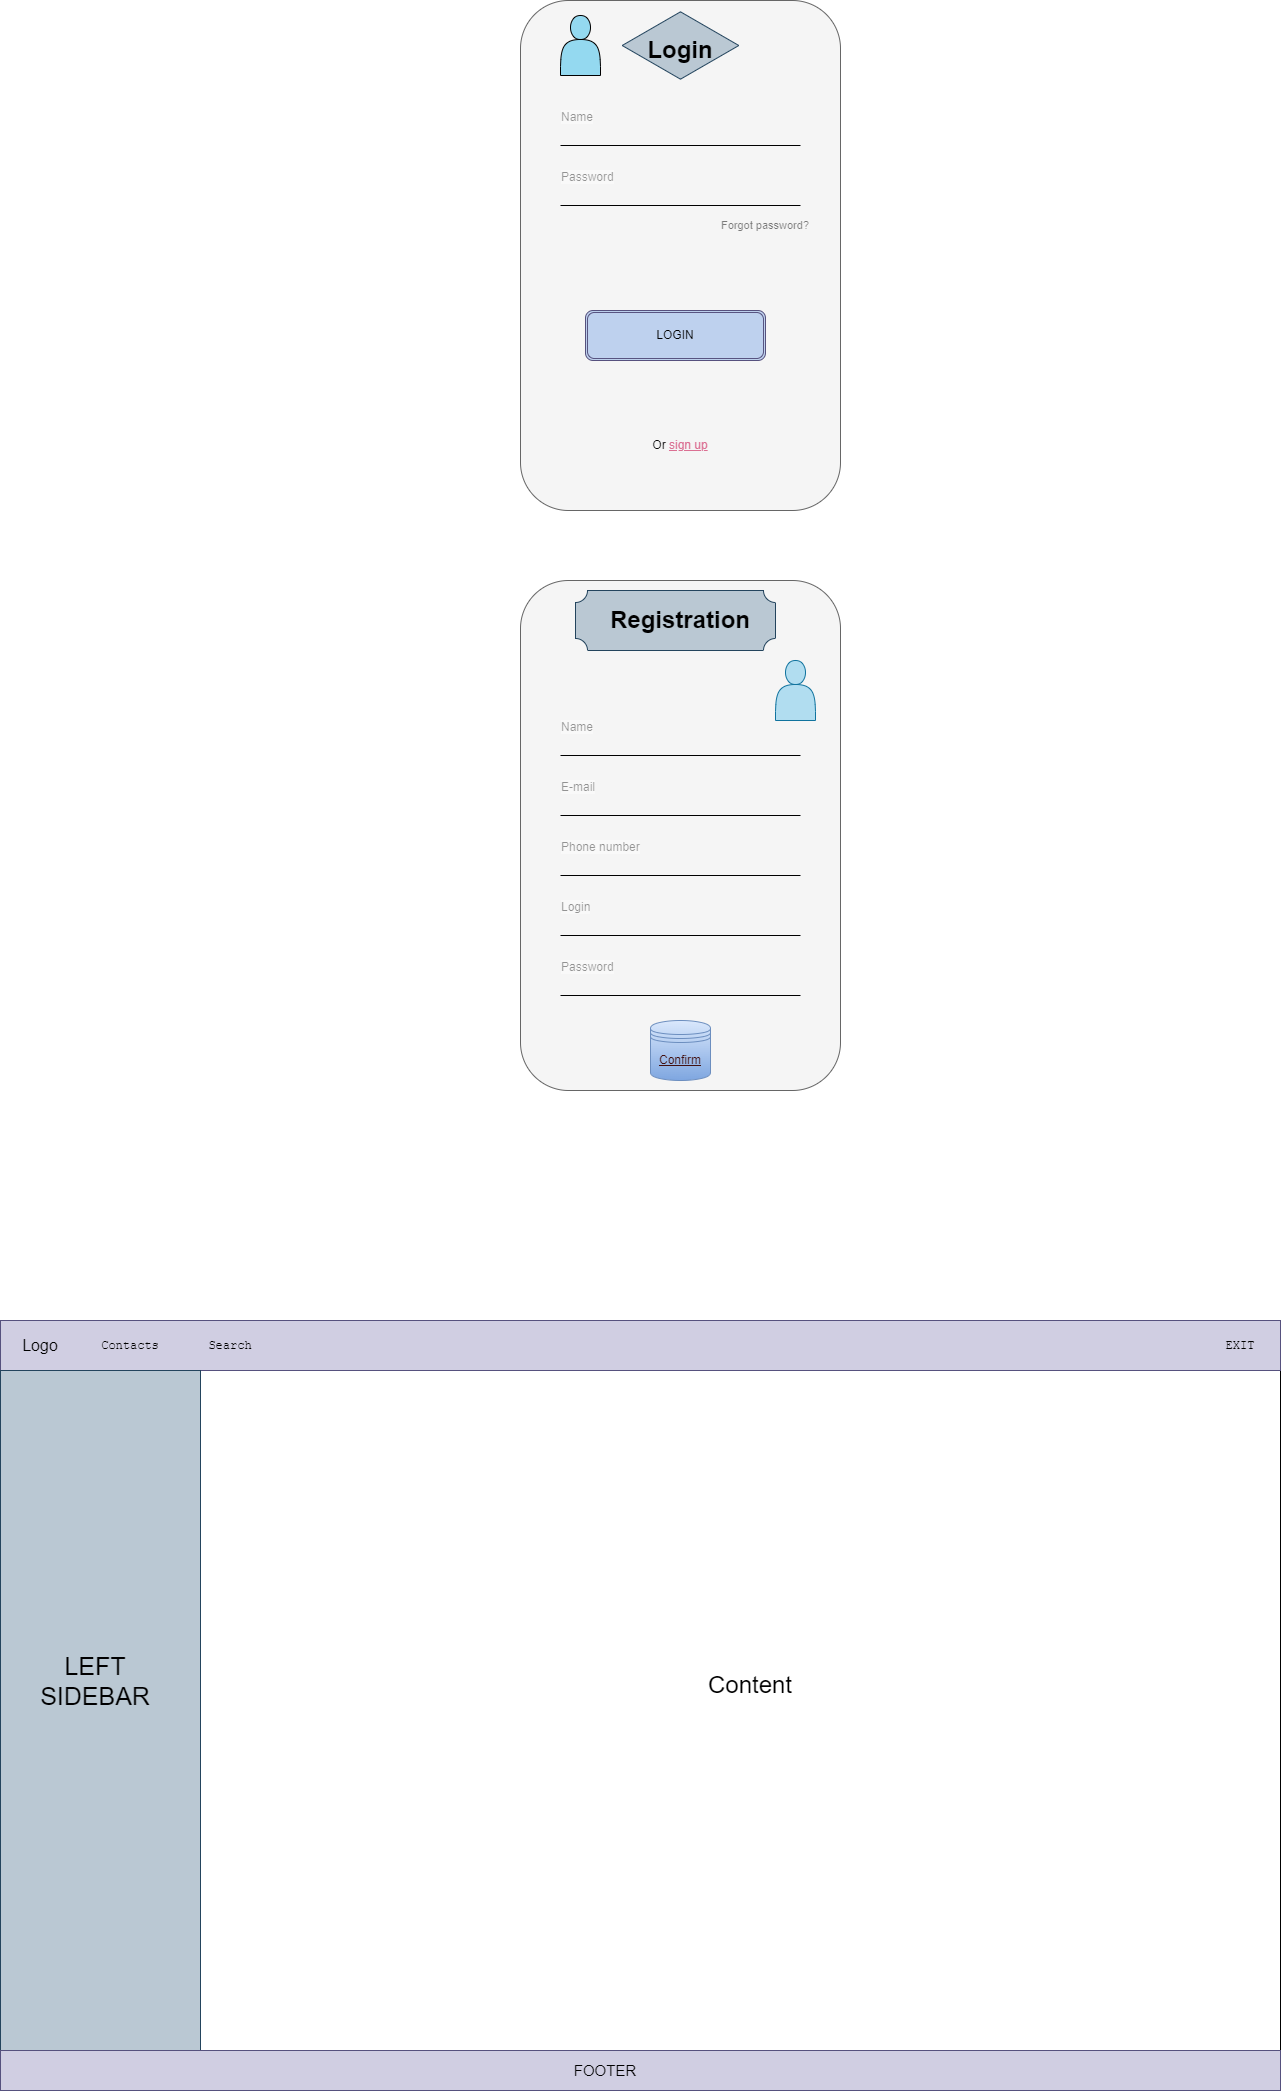 Login
Name
Password
Forgot password?
LOGIN
Or sign up
Registration
Name
E-mail
Phone number
Login
Password
Confirm
Logo Contacts Search EXIT
LEFT
SIDEBAR
Content
FOOTER